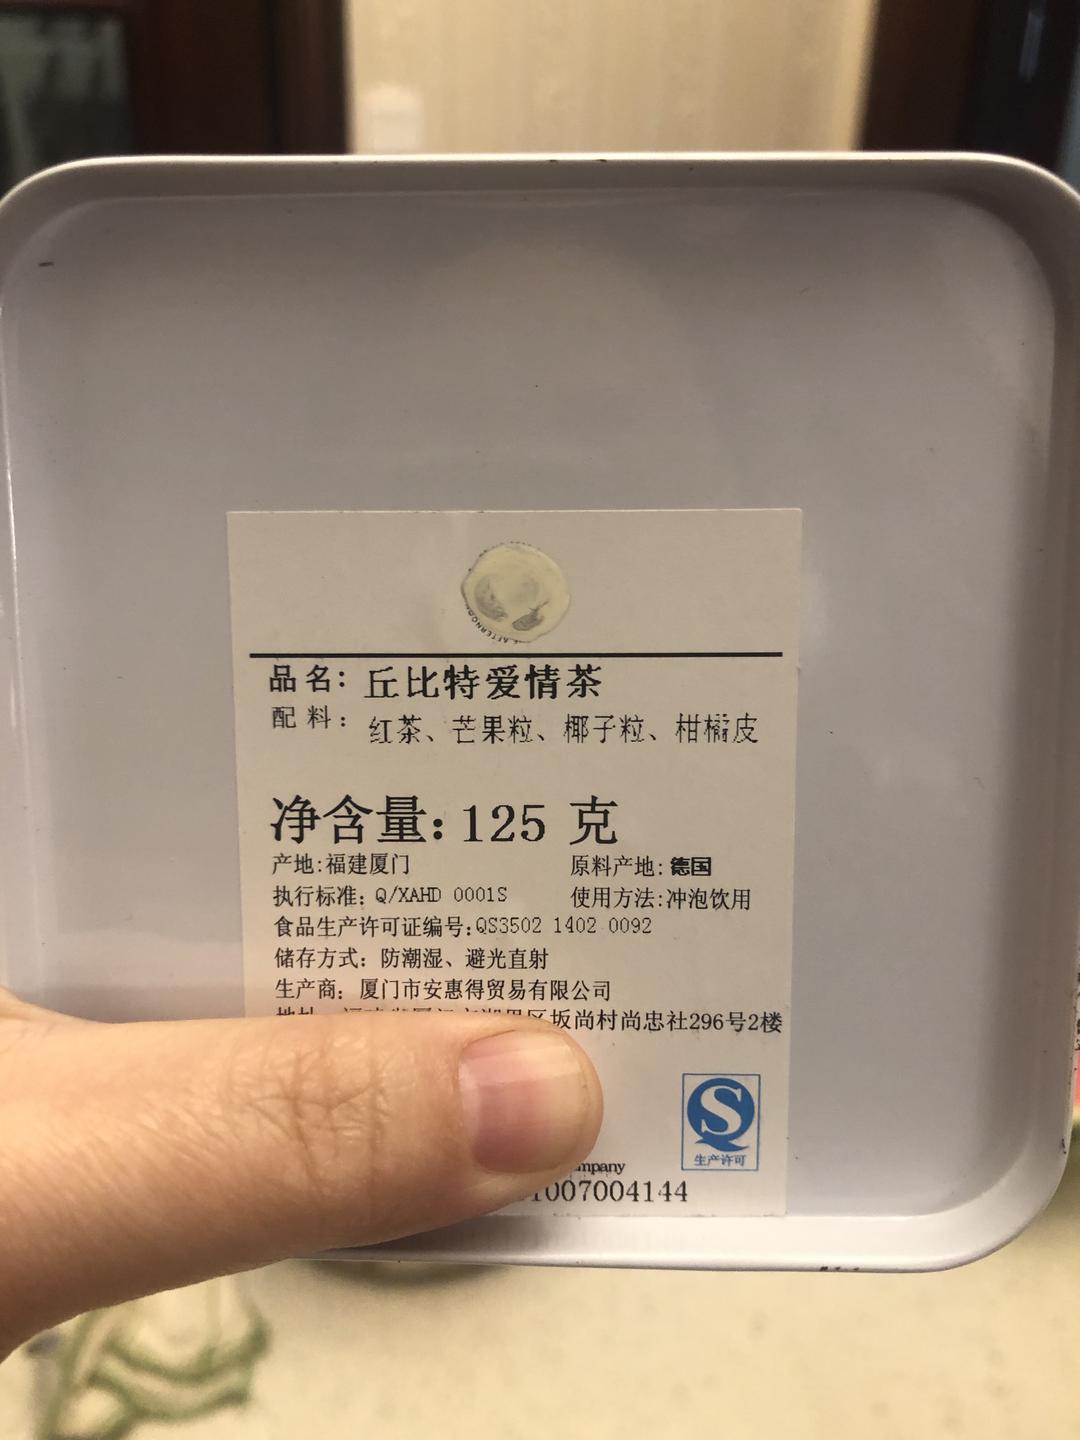 AFTERNOON
品名：丘比特爱情茶
配料：红茶、芒果粒、椰子粒、柑橘皮
净含量：125 克
产地：福建厦门 原料产地：德国
执行标准：Q/XAHD 0001S 使用方法：冲泡饮用
食品生产许可证编号：QS3502 1402 0092
储存方式：防潮湿、避光直射
生产商：厦门市安惠得贸易有限公司
坂尚村尚忠社296号2楼
生产许可
mpany
1007004144